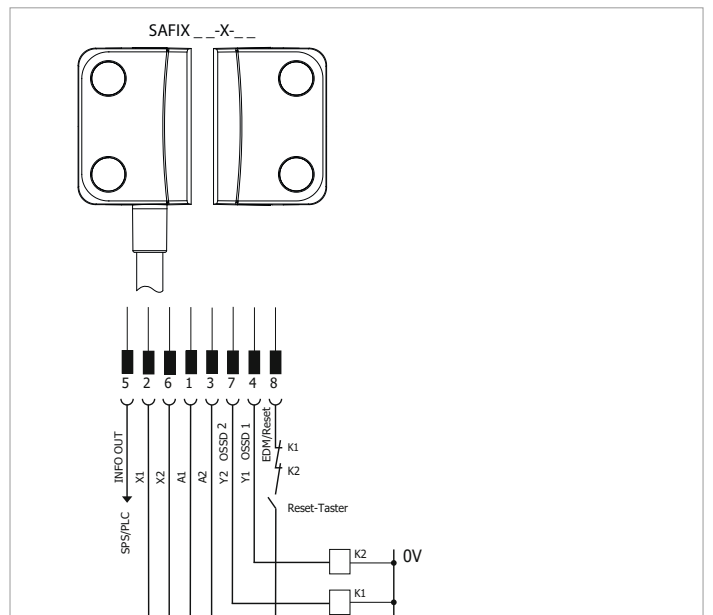 SAFIX _ _-X-_ _
5 2 6 1 3 7 4 8
INFO OUT
X1
X2
A1
A2
Y2 OSSD 2
Y1 OSSD 1
EDM/Reset
K1
K2
Reset-Taster
SPS/PLC
K2
0V
K1